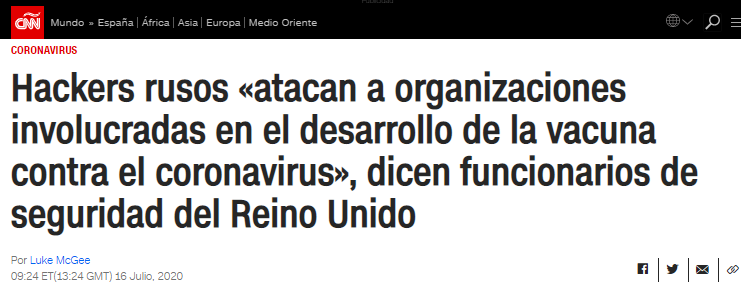 Publicidad
CNN Mundo » España | África | Asia | Europa | Medio Oriente
CORONAVIRUS
Hackers rusos «atacan a organizaciones
involucradas en el desarrollo de la vacuna
contra el coronavirus», dicen funcionarios de
seguridad del Reino Unido
Por Luke McGee
09:24 ET(13:24 GMT) 16 Julio, 2020